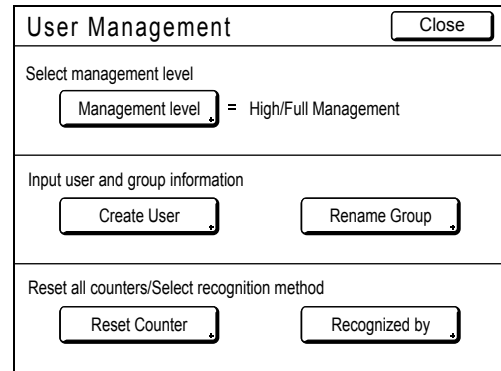 User Management
Close
Select management level
Management level = High/Full Management
Input user and group information
Create User Rename Group
Reset all counters/Select recognition method
Reset Counter Recognized by